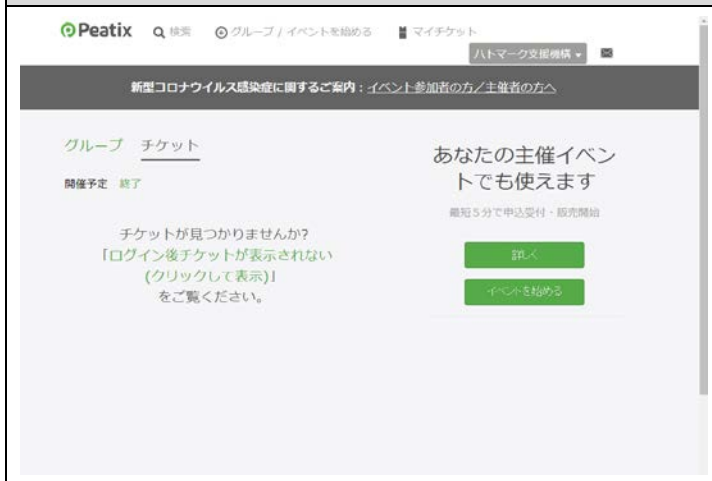 Peatix 検索 グループ / イベントを始める マイチケット
ハトマーク支援機構
新型コロナウイルス感染症に関するご案内：イベント参加者の方／主催者の方へ
グループ チケット
開催予定 終了
チケットが見つかりませんか?
「ログイン後チケットが表示されない
(クリックして表示)」
をご覧ください。
あなたの主催イベン
トでも使えます
最短５分で申込受付・販売開始
詳しく
イベントを始める